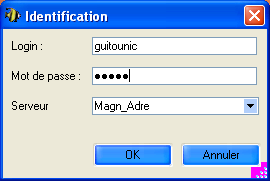 Identification
Login : guitounic
Mot de passe : ●●●●●
Serveur Magn_Adre
OK Annuler